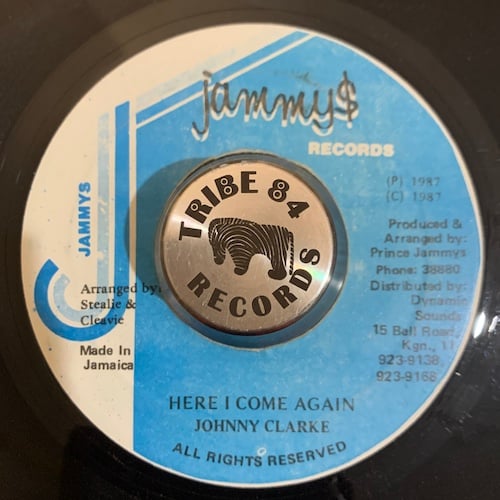 jammy$
RECORDS
JAMMYS
(P) 1987
(C) 1987
Produced &
Arranged by:
Prince Jammys
Phone: 38880
Distributed by:
Dynamic
Sounds
15 Ball Road,
Kgn., 11
923-9138,
923-9168
TRIBE 84
RECORDS
Arranged by:
Stealie &
Cleavie
Made In
Jamaica
HERE I COME AGAIN
JOHNNY CLARKE
ALL RIGHTS RESERVED